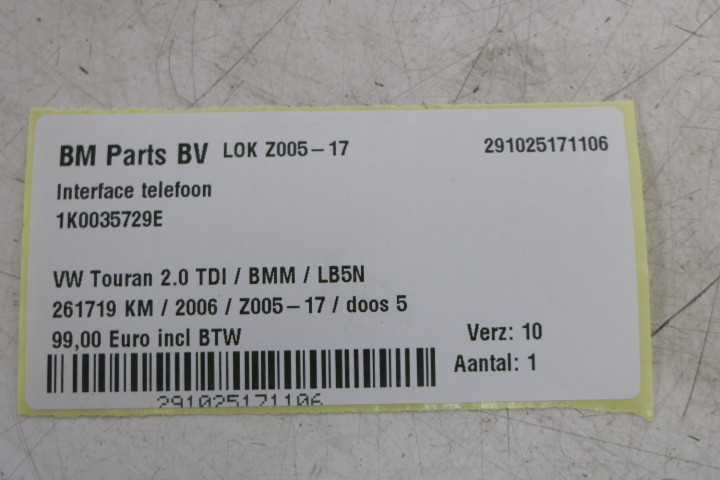 BM Parts BV LOK Z005-17 291025171106
Interface telefoon
1K0035729E
VW Touran 2.0 TDI / BMM / LB5N
261719 KM / 2006 / Z005-17 / doos 5
99,00 Euro incl BTW Verz: 10
Aantal: 1
291025171106